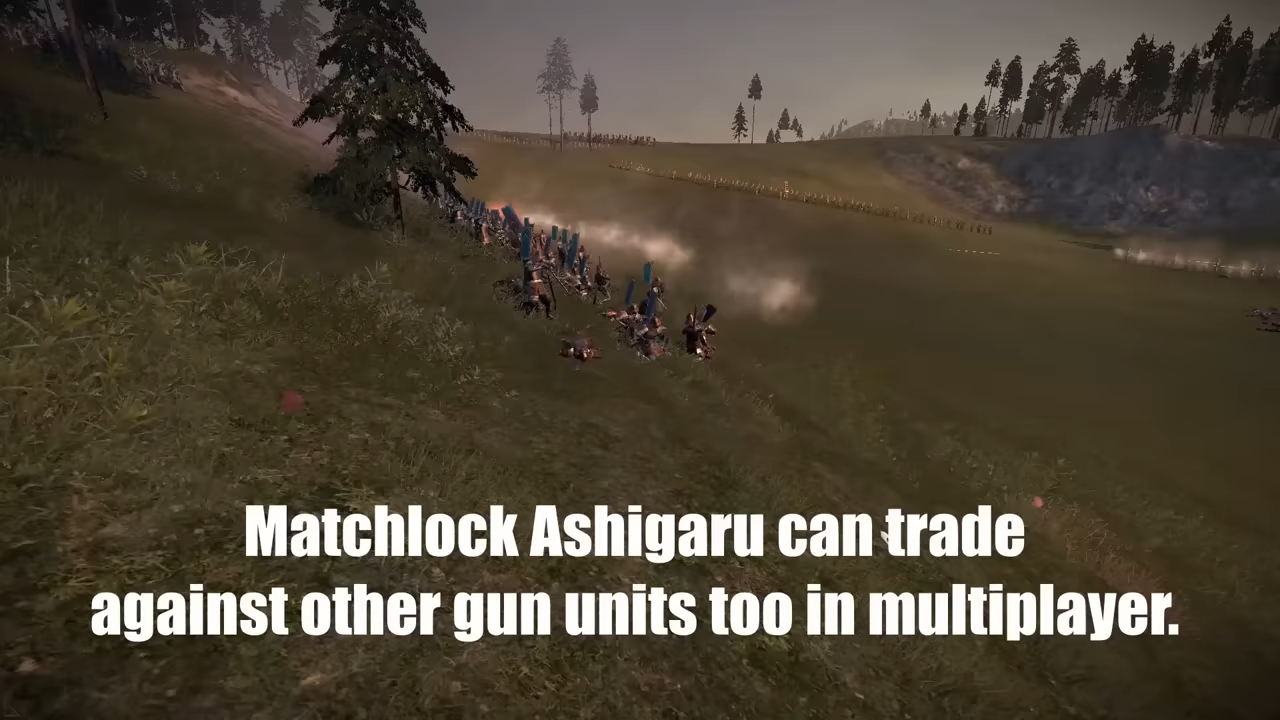 Matchlock Ashigaru can trade
against other gun units too in multiplayer.